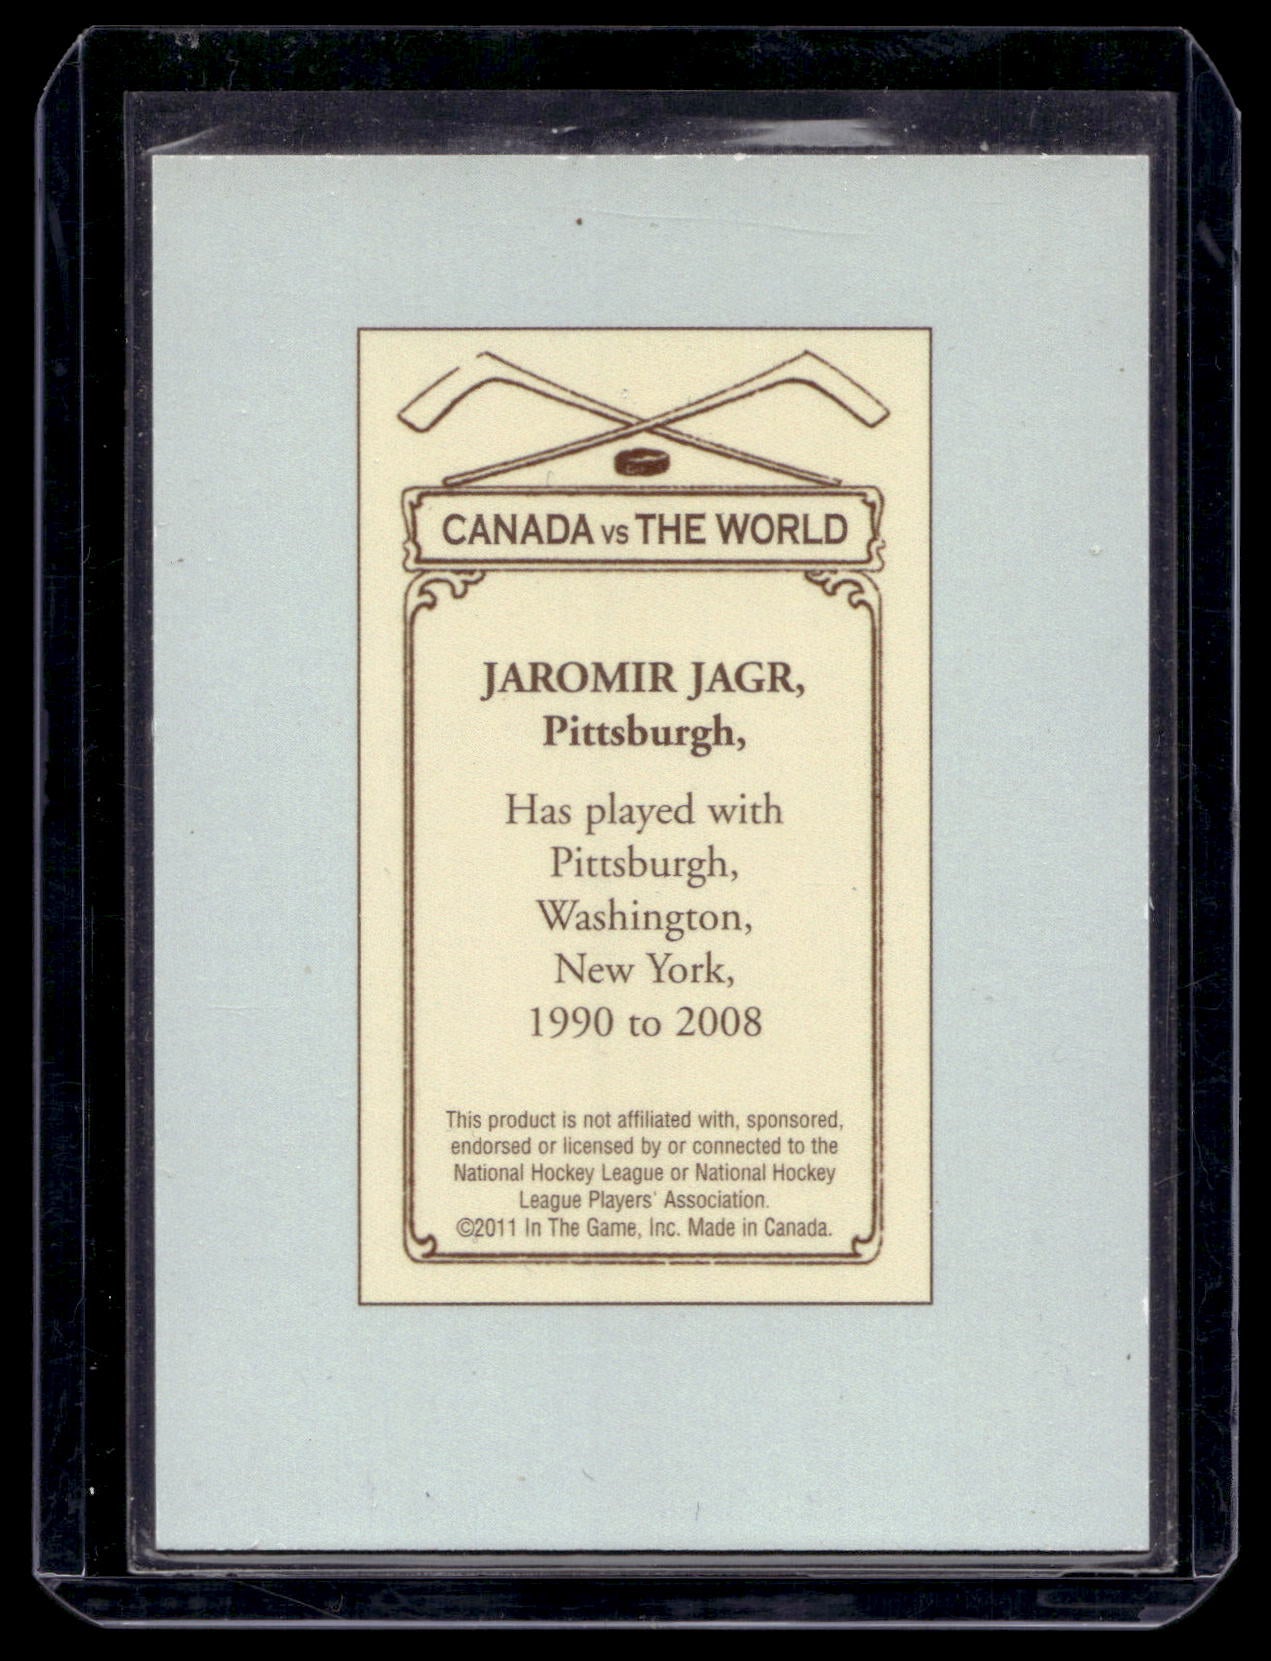 CANADA vs THE WORLD
JAROMIR JAGR,
Pittsburgh,
Has played with
Pittsburgh,
Washington,
New York,
1990 to 2008
This product is not affiliated with, sponsored,
endorsed or licensed by or connected to the
National Hockey League or National Hockey
League Players' Association.
©2011 In The Game, Inc. Made in Canada.